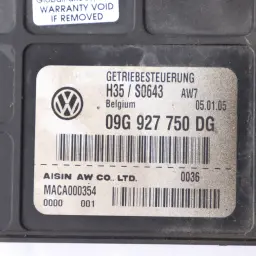 WARRANTY VOID
IF REMOVED
GETRIEBESTEUERUNG
H35 / S0643 AW7
Belgium 05.01.05
09G 927 750 DG
AISIN AW CO., LTD. 0036
MACA000354
0000 001